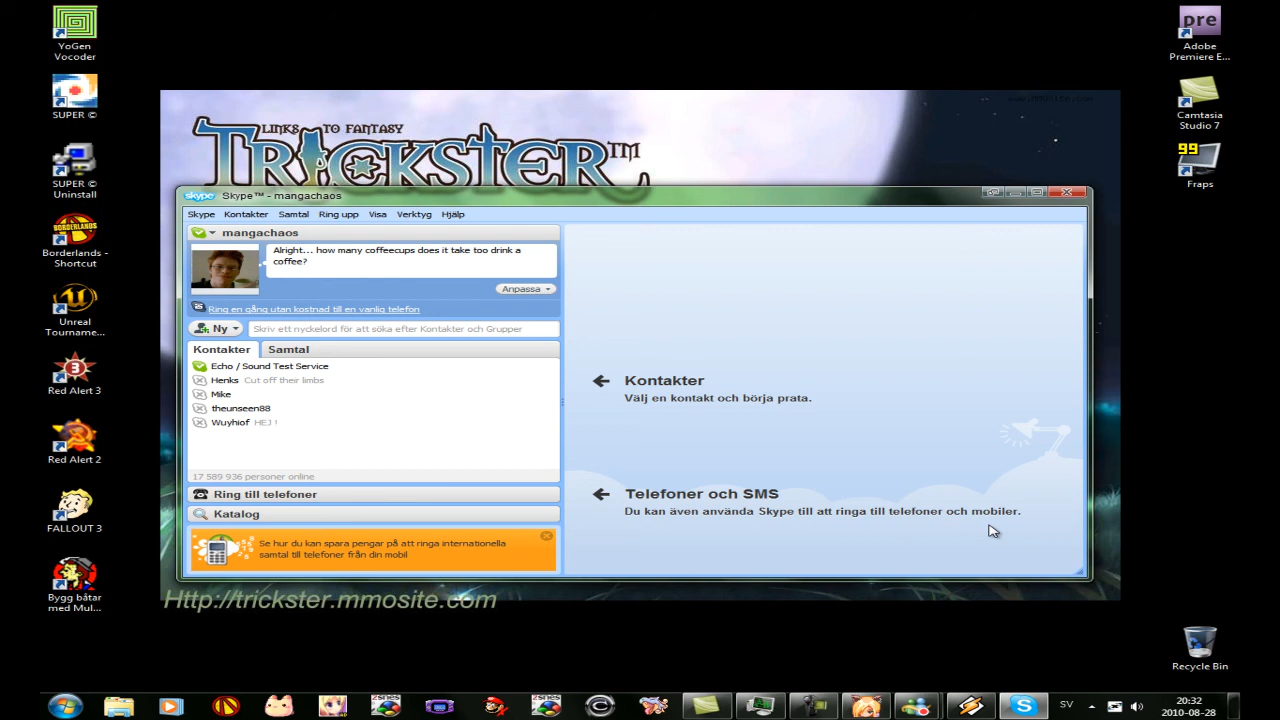 YoGen
Vocoder
SUPER ©
SUPER ©
Uninstall
Borderlands -
Shortcut
Unreal
Tourname...
3
Red Alert 3
Red Alert 2
FALLOUT 3
Bygg båtar
med Mul...
LINKS TO FANTASY
TRICKSTER™
skype Skype™ - mangachaos
Skype Kontakter Samtal Ring upp Visa Verktyg Hjälp
mangachaos
Alright... how many coffeecups does it take too drink a
coffee?
Anpassa
Ring en gång utan kostnad till en vanlig telefon
Ny Skriv ett nyckelord för att söka efter Kontakter och Grupper
Kontakter Samtal
Echo / Sound Test Service
Henks Cut off their limbs
Mike
theunseen88
Wuyhiof HEJ !
17 589 936 personer online
Ring till telefoner
Katalog
Se hur du kan spara pengar på att ringa internationella
samtal till telefoner från din mobil
Kontakter
Välj en kontakt och börja prata.
Telefoner och SMS
Du kan även använda Skype till att ringa till telefoner och mobiler.
Http://trickster.mmosite.com
pre
Adobe
Premiere E...
Camtasia
Studio 7
99
Fraps
Recycle Bin
SV
20:32
2010-08-28